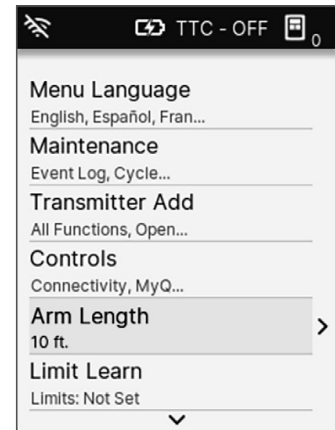 TTC - OFF 0
Menu Language
English, Español, Fran...
Maintenance
Event Log, Cycle...
Transmitter Add
All Functions, Open...
Controls
Connectivity, MyQ...
Arm Length
10 ft.
Limit Learn
Limits: Not Set